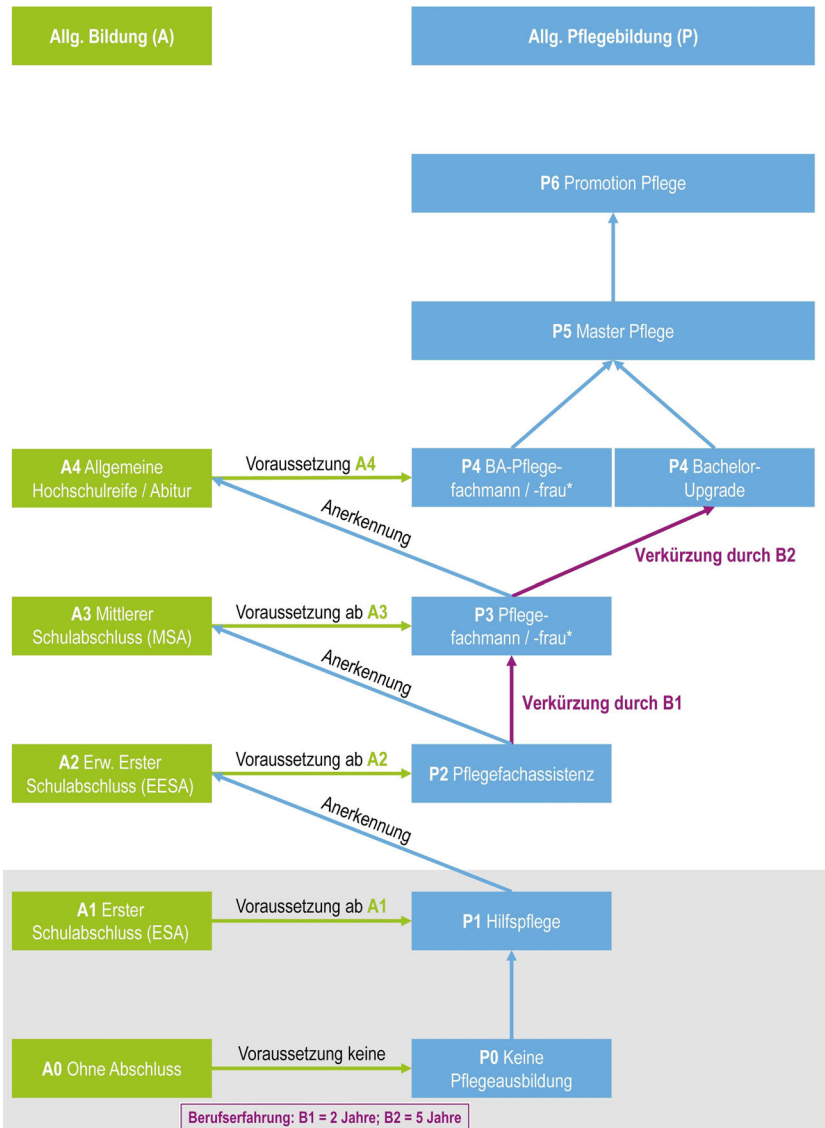 Allg. Bildung (A)
Allg. Pflegebildung (P)
P6 Promotion Pflege
P5 Master Pflege
A4 Allgemeine
Hochschulreife / Abitur
Voraussetzung A4
P4 BA-Pflege-
fachmann / -frau*
P4 Bachelor-
Upgrade
Anerkennung
Verkürzung durch B2
A3 Mittlerer
Schulabschluss (MSA)
Voraussetzung ab A3
P3 Pflege-
fachmann / -frau*
Anerkennung
Verkürzung durch B1
A2 Erw. Erster
Schulabschluss (EESA)
Voraussetzung ab A2
P2 Pflegefachassistenz
Anerkennung
A1 Erster
Schulabschluss (ESA)
Voraussetzung ab A1
P1 Hilfspflege
A0 Ohne Abschluss
Voraussetzung keine
P0 Keine
Pflegeausbildung
Berufserfahrung: B1 = 2 Jahre; B2 = 5 Jahre